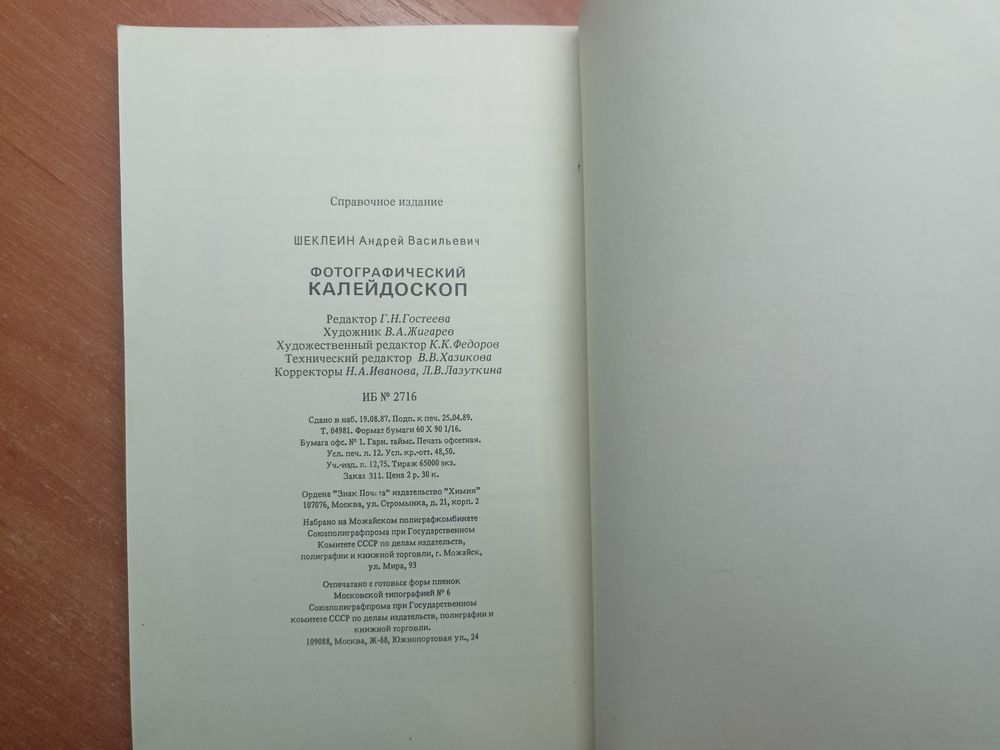 Справочное издание
ШЕКЛЕИН Андрей Васильевич
ФОТОГРАФИЧЕСКИЙ
КАЛЕЙДОСКОП
Редактор Г.Н.Гостеева
Художник В.А.Жигарев
Художественный редактор К.К.Федоров
Технический редактор В.В.Хазикова
Корректоры Н.А.Иванова, Л.В.Лазуткина
ИБ № 2716
Сдано в наб. 19.08.87. Подп. к печ. 25.04.89.
Т. 04981. Формат бумаги 60 Х 90 1/16.
Бумага офс. № 1. Гарн. таймс. Печать офсетная.
Усл. печ. л. 12. Усл. кр.-отт. 48,50.
Уч.-изд. л. 12,75. Тираж 65000 экз.
Заказ 311. Цена 2 р. 30 к.
Ордена "Знак Почета" издательство "Химия"
107076, Москва, ул. Стромынка, д. 21, корп. 2
Набрано на Можайском полиграфкомбинате
Союзполиграфпрома при Государственном
Комитете СССР по делам издательств,
полиграфии и книжной торговли, г. Можайск,
ул. Мира, 93
Отпечатано с готовых форм пленок
Московской типографией № 6
Союзполиграфпрома при Государственном
комитете СССР по делам издательств, полиграфии и
книжной торговли.
109088, Москва, Ж-88, Южнопортовая ул., 24